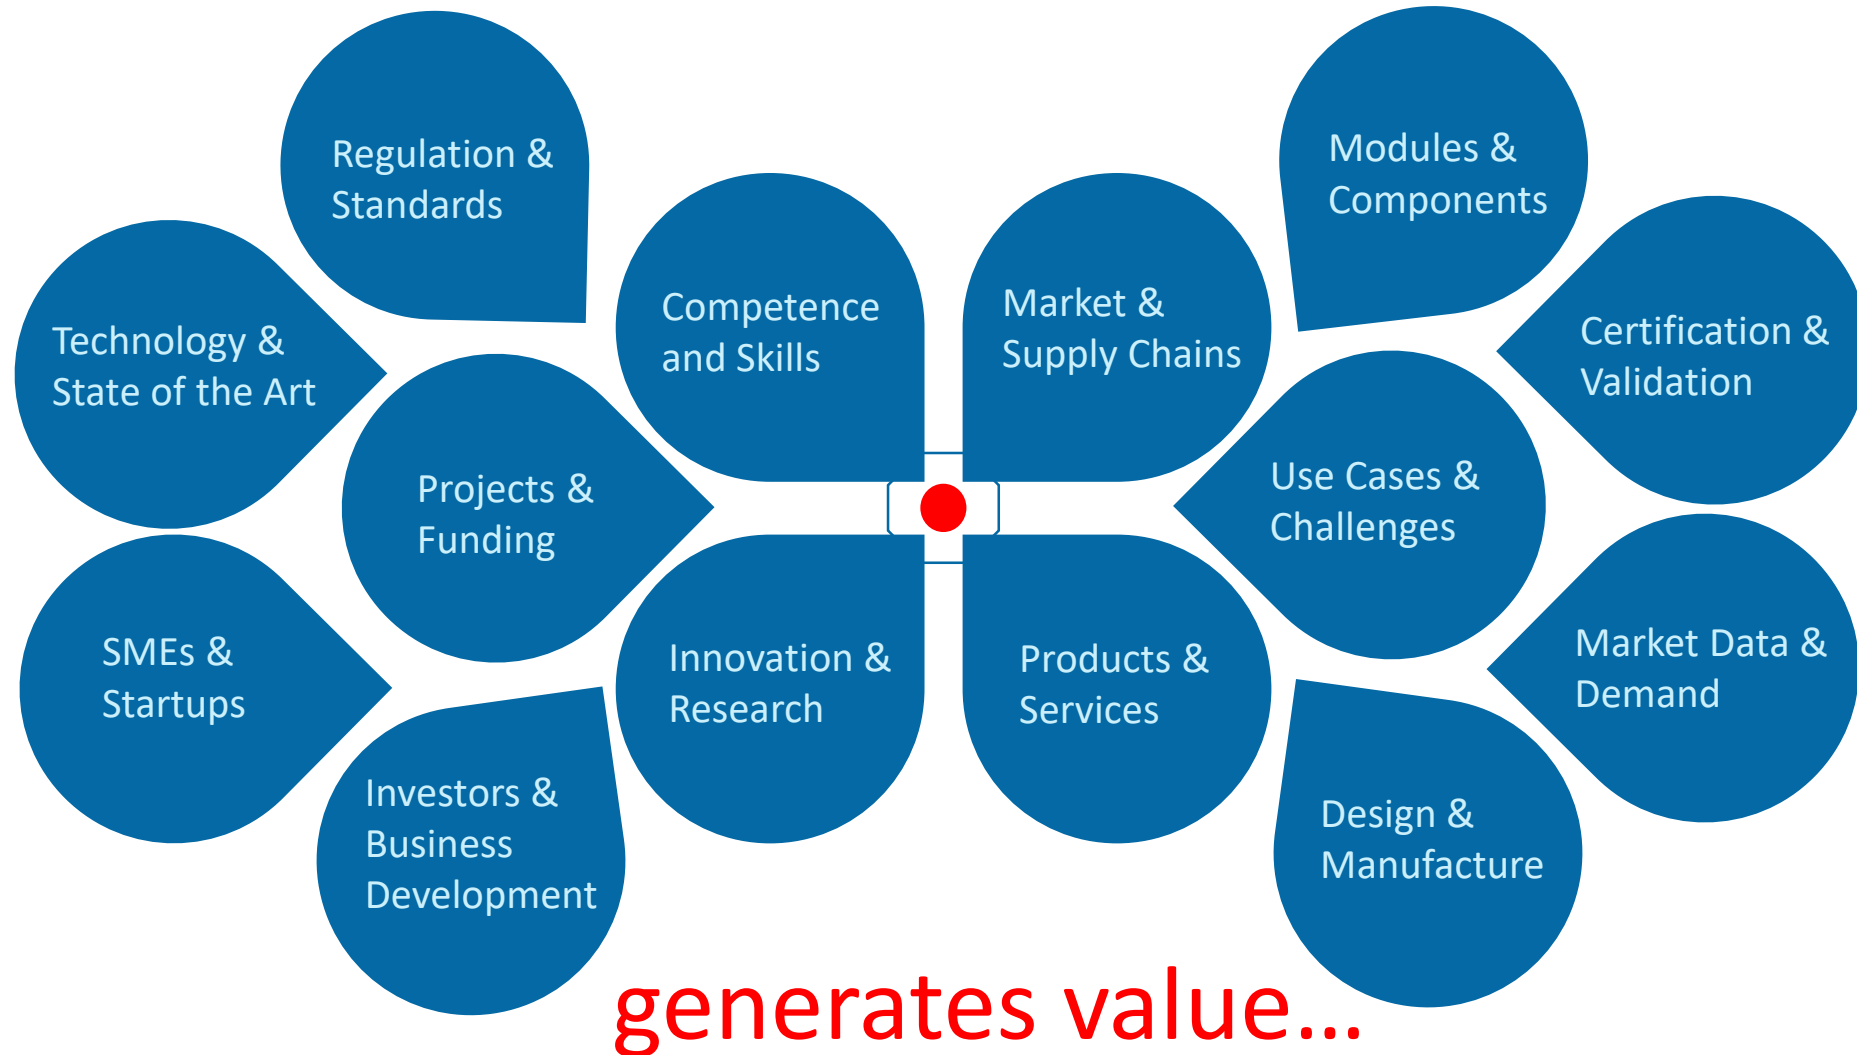 Regulation &
Standards
Modules &
Components
Technology &
State of the Art
Competence
and Skills
Market &
Supply Chains
Certification &
Validation
Projects &
Funding
Use Cases &
Challenges
SMEs &
Startups
Innovation &
Research
Products &
Services
Market Data &
Demand
Investors &
Business
Development
Design &
Manufacture
generates value...